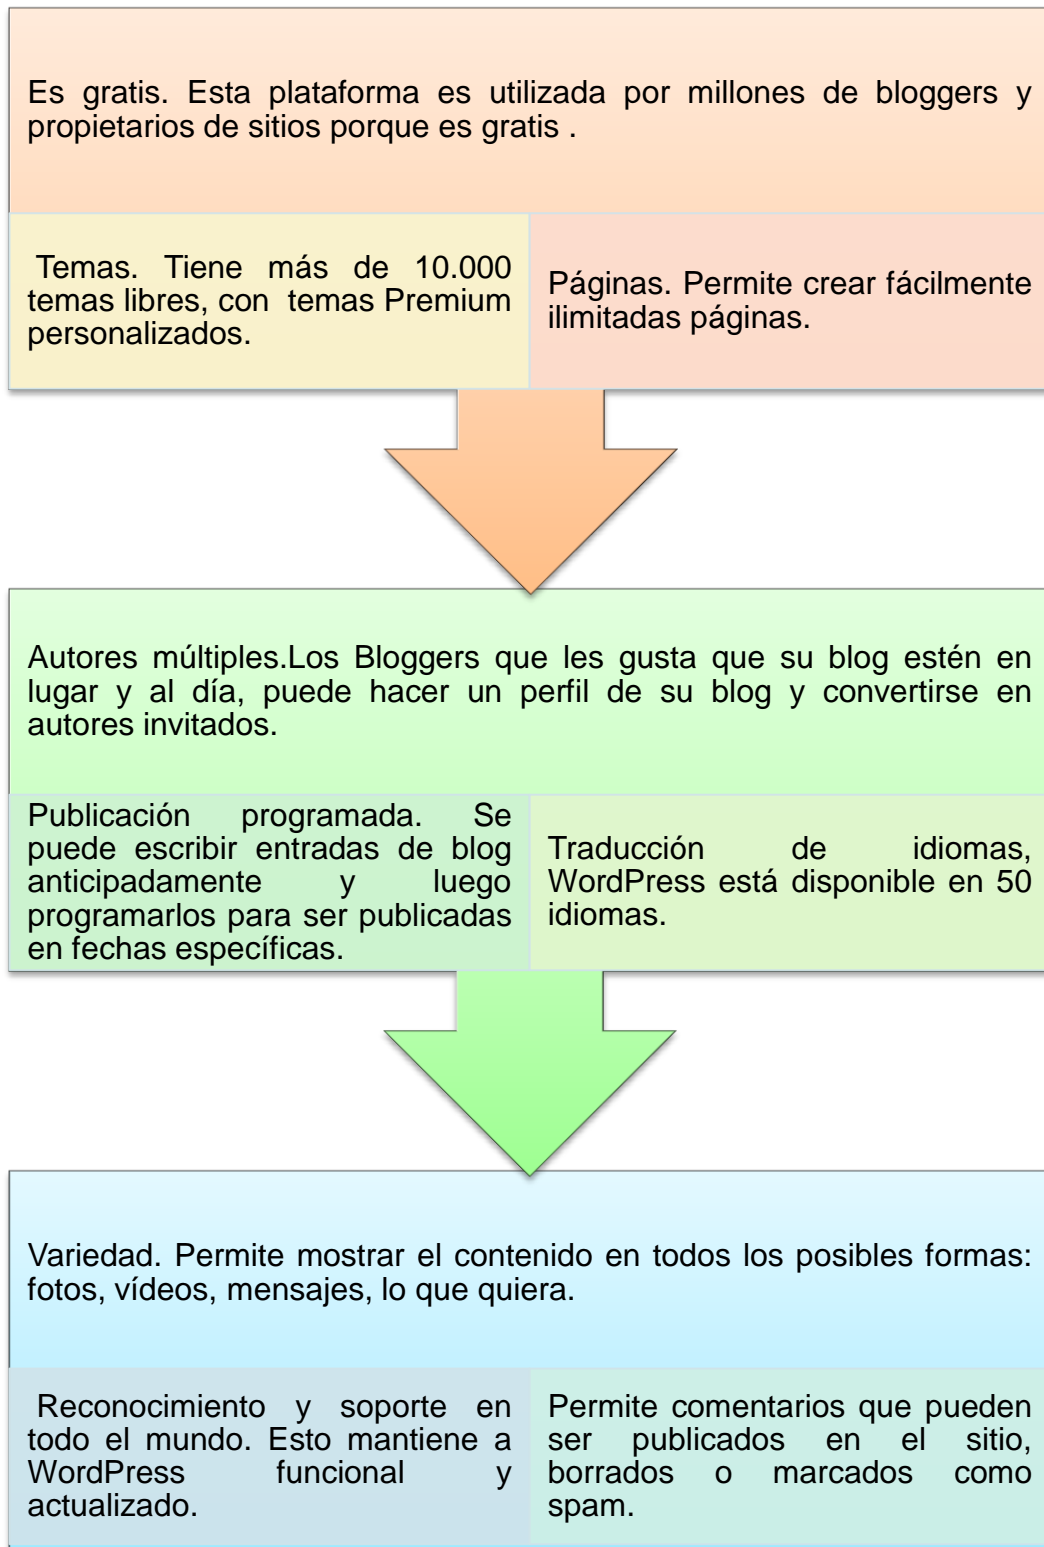 Es gratis. Esta plataforma es utilizada por millones de bloggers y
propietarios de sitios porque es gratis .
Temas. Tiene más de 10.000
temas libres, con temas Premium
personalizados.
Páginas. Permite crear fácilmente
ilimitadas páginas.
Autores múltiples.Los Bloggers que les gusta que su blog estén en
lugar y al día, puede hacer un perfil de su blog y convertirse en
autores invitados.
Publicación programada. Se
puede escribir entradas de blog
anticipadamente y luego
programarlos para ser publicadas
en fechas específicas.
Traducción de idiomas,
WordPress está disponible en 50
idiomas.
Variedad. Permite mostrar el contenido en todos los posibles formas:
fotos, vídeos, mensajes, lo que quiera.
Reconocimiento y soporte en
todo el mundo. Esto mantiene a
WordPress funcional y
actualizado.
Permite comentarios que pueden
ser publicados en el sitio,
borrados o marcados como
spam.